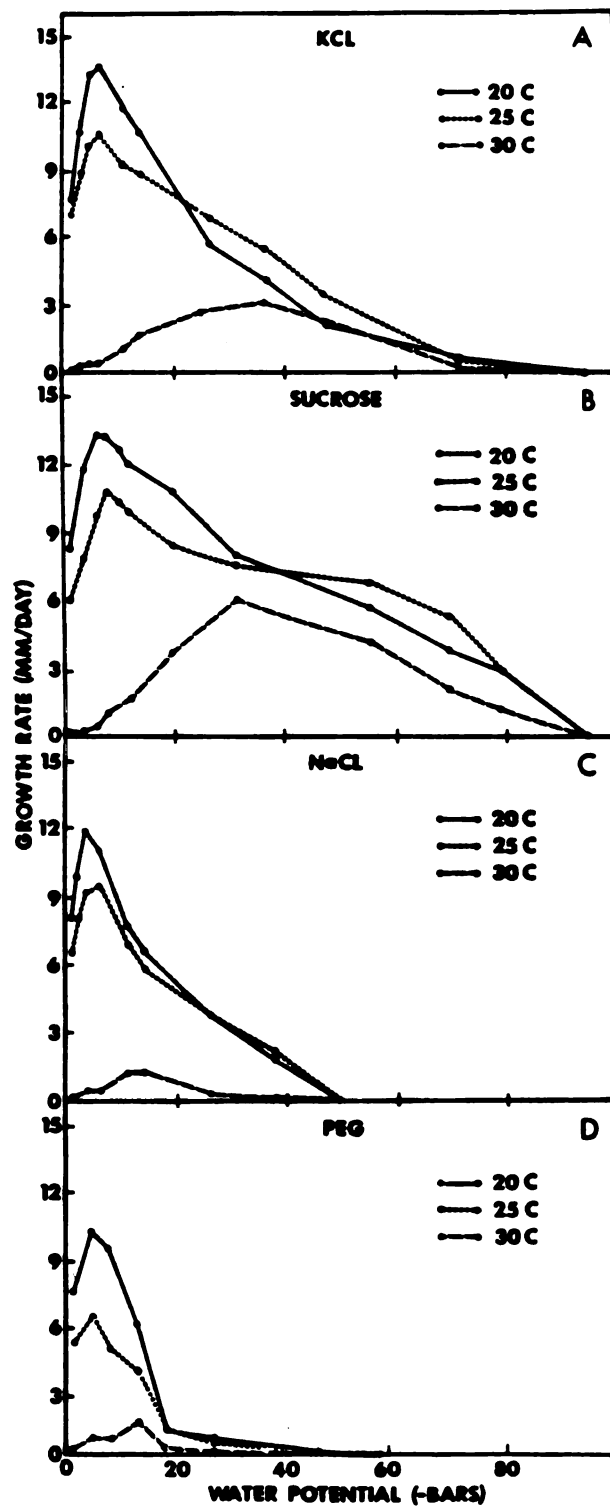 15
KCL
A
12
20 C
25 C
30 C
9
6
3
0
15
SUCROSE
B
12
20 C
25 C
30 C
9
6
3
0
GROWTH RATE (MM/DAY)
15
NaCL
C
12
20 C
25 C
30 C
9
6
3
0
15
PEG
D
12
20 C
25 C
30 C
9
6
3
0
0 20 40 60 80
WATER POTENTIAL (-BARS)